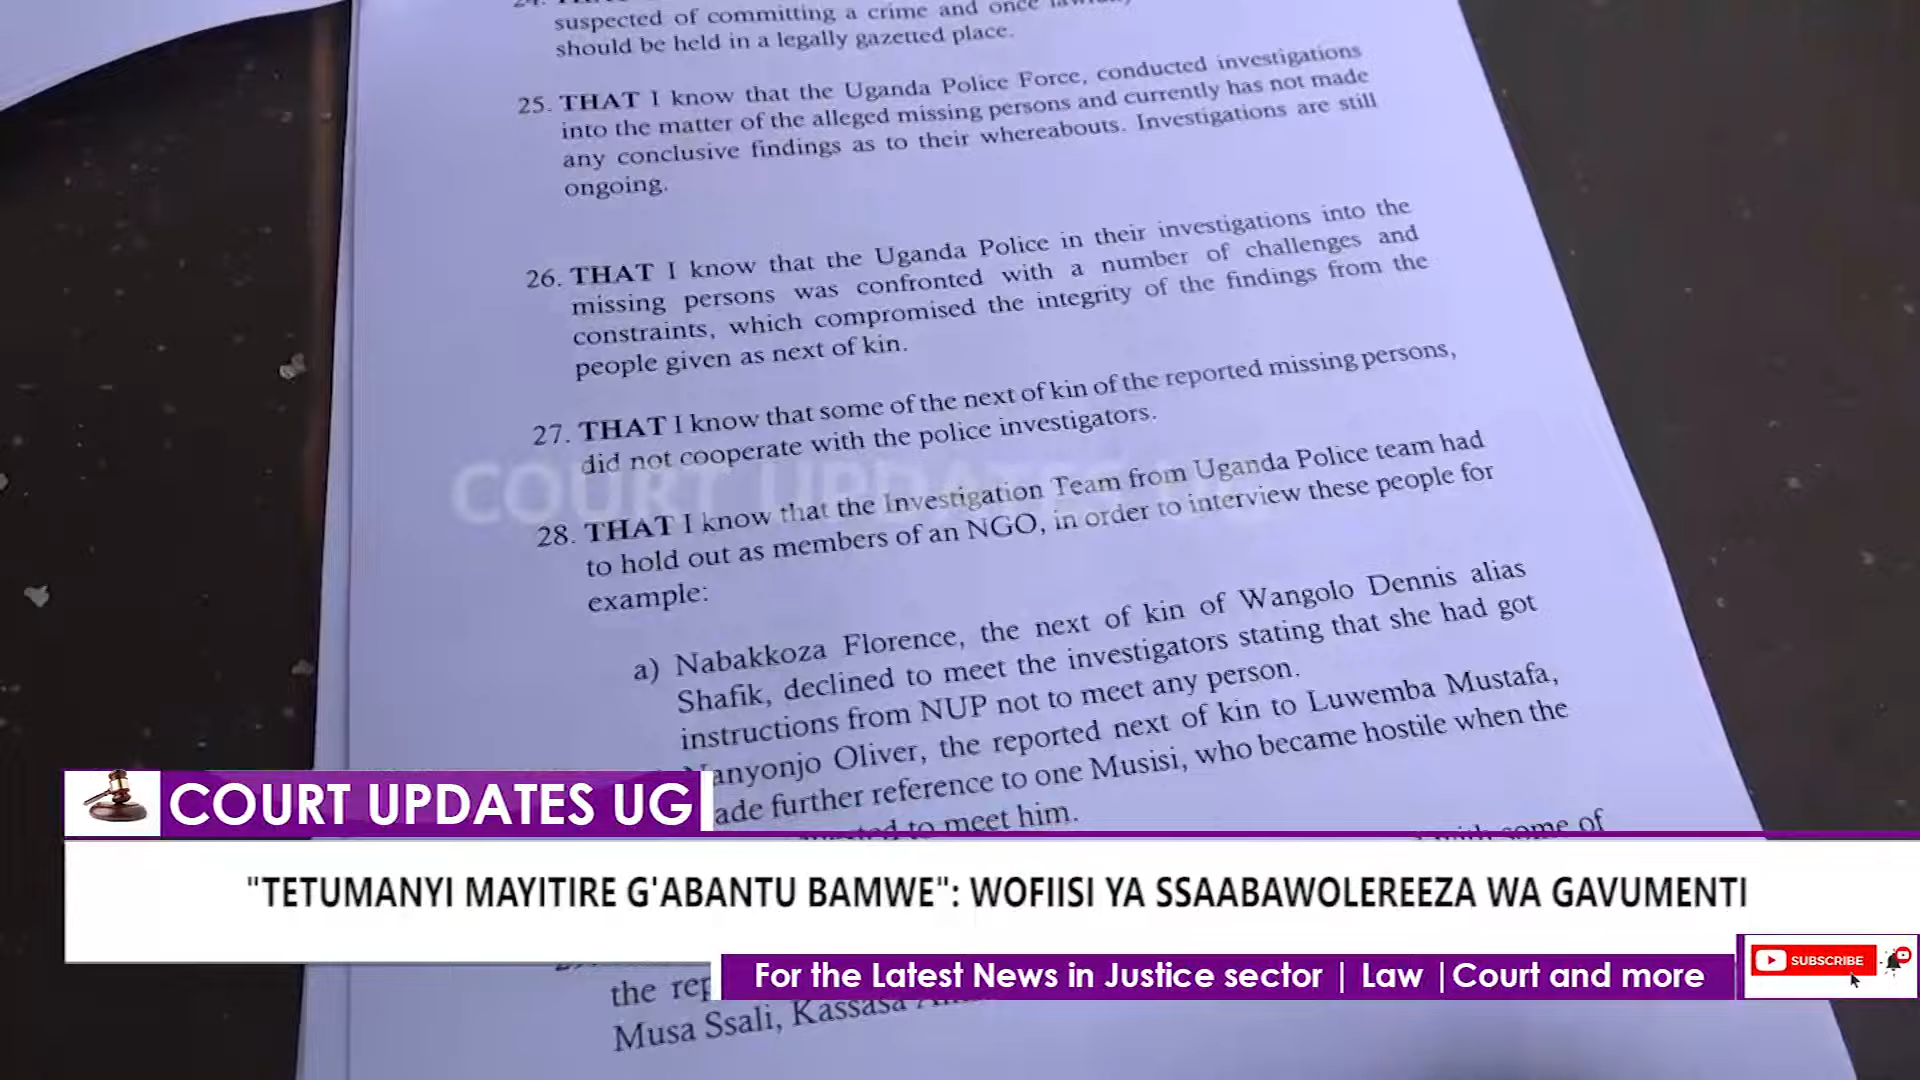 suspected of committing a crime and once
should be held in a legally gazetted place.
25. THAT I know that the Uganda Police Force, conducted investigations
into the matter of the alleged missing persons and currently has not made
any conclusive findings as to their whereabouts. Investigations are still
ongoing.
26. THAT I know that the Uganda Police in their investigations into the
missing persons was confronted with a number of challenges and
constraints, which compromised the integrity of the findings from the
people given as next of kin.
27. THAT I know that some of the next of kin of the reported missing persons,
did not cooperate with the police investigators.
COURT UPDATES UG
28. THAT I know that the Investigation Team from Uganda Police team had
to hold out as members of an NGO, in order to interview these people for
example:
a) Nabakkoza Florence, the next of kin of Wangolo Dennis alias
Shafik, declined to meet the investigators stating that she had got
instructions from NUP not to meet any person.
Nanyonjo Oliver, the reported next of kin to Luwemba Mustafa,
ade further reference to one Musisi, who became hostile when the
to meet him.
with some of
COURT UPDATES UG
"TETUMANYI MAYITIRE G'ABANTU BAMWE": WOFIISI YA SSAABAWOLEREEZA WA GAVUMENTI
For the Latest News in Justice sector | Law |Court and more
SUBSCRIBE
the rep
Musa Ssali, Kassasa